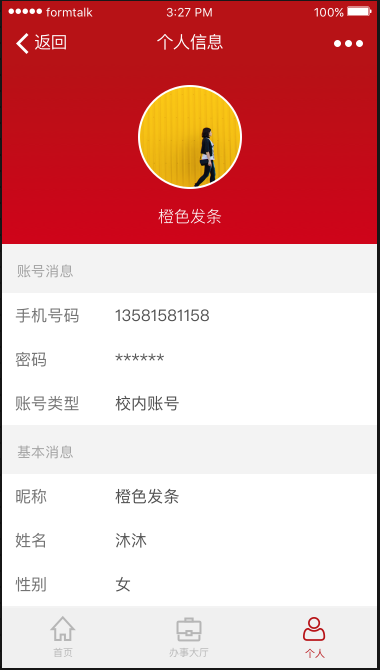 formtalk 3:27 PM 100%
返回 个人信息
橙色发条
账号消息
手机号码 13581581158
密码 ******
账号类型 校内账号
基本消息
昵称 橙色发条
姓名 沐沐
性别 女
首页 办事大厅 个人